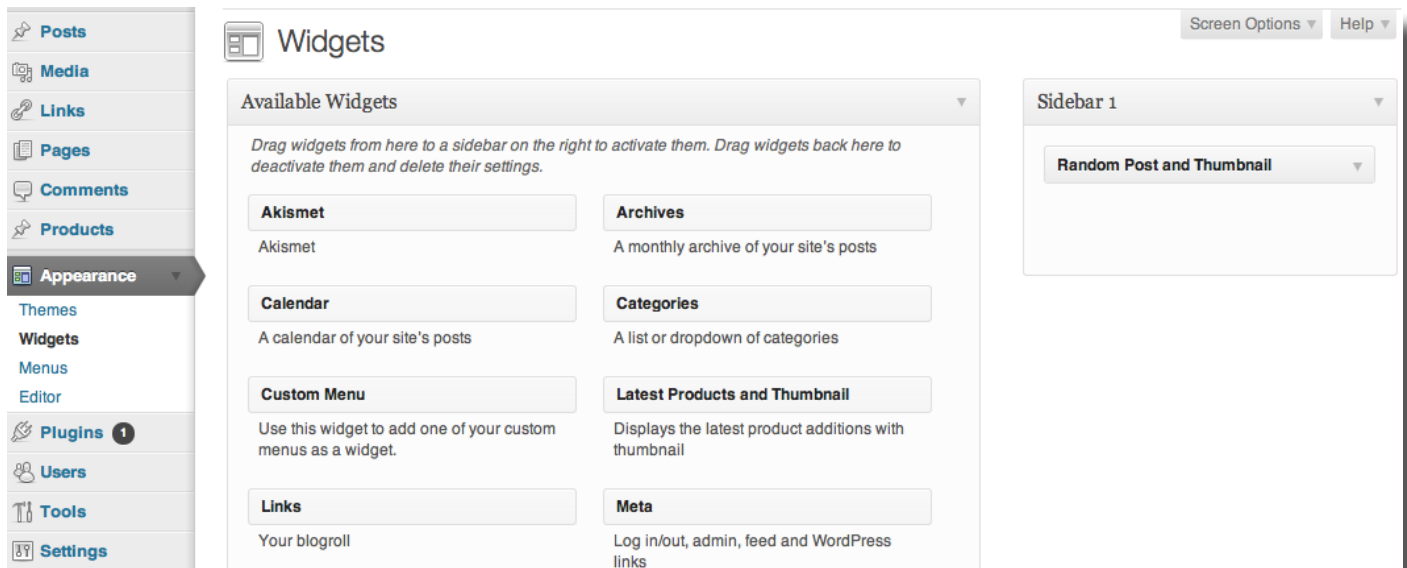 Posts
Media
Links
Pages
Comments
Products
Appearance
Themes
Widgets
Menus
Editor
Plugins 1
Users
Tools
Settings
Screen Options
Help
Widgets
Available Widgets
Drag widgets from here to a sidebar on the right to activate them. Drag widgets back here to
deactivate them and delete their settings.
Akismet
Akismet
Archives
A monthly archive of your site's posts
Calendar
A calendar of your site's posts
Categories
A list or dropdown of categories
Custom Menu
Use this widget to add one of your custom
menus as a widget.
Latest Products and Thumbnail
Displays the latest product additions with
thumbnail
Links
Your blogroll
Meta
Log in/out, admin, feed and WordPress
links
Sidebar 1
Random Post and Thumbnail